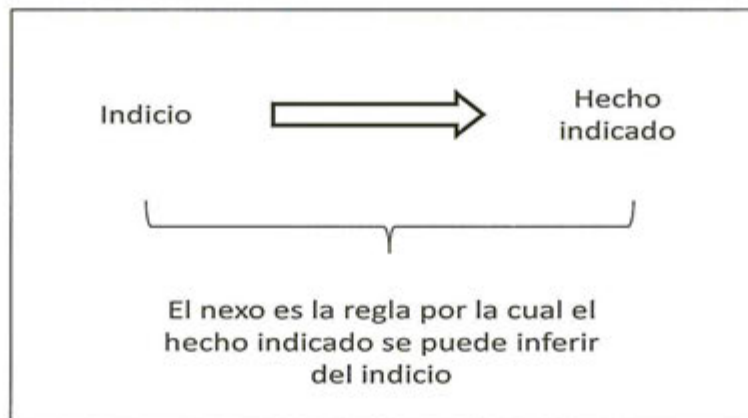 Indicio
Hecho
indicado
El nexo es la regla por la cual el
hecho indicado se puede inferir
del indicio